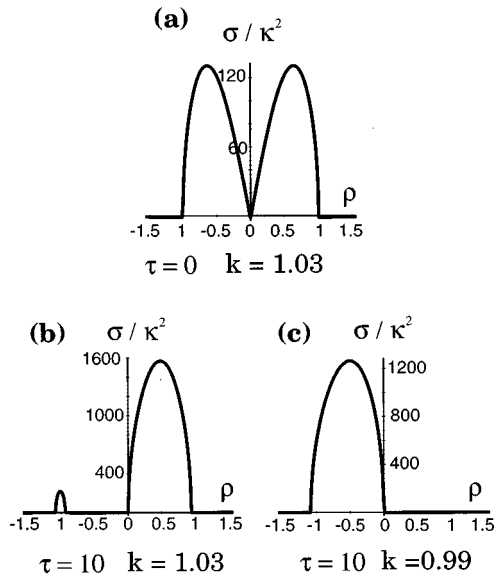 (a) σ / κ²
120
60
ρ
-1.5 1 -0.5 0 0.5 1 1.5
τ = 0 k = 1.03
(b) σ / κ²
1600
1000
400
ρ
-1.5 -1 -0.5 0 0.5 1 1.5
τ = 10 k = 1.03
(c) σ / κ²
1200
800
400
ρ
-1.5 -1 -0.5 0 0.5 1 1.5
τ = 10 k =0.99